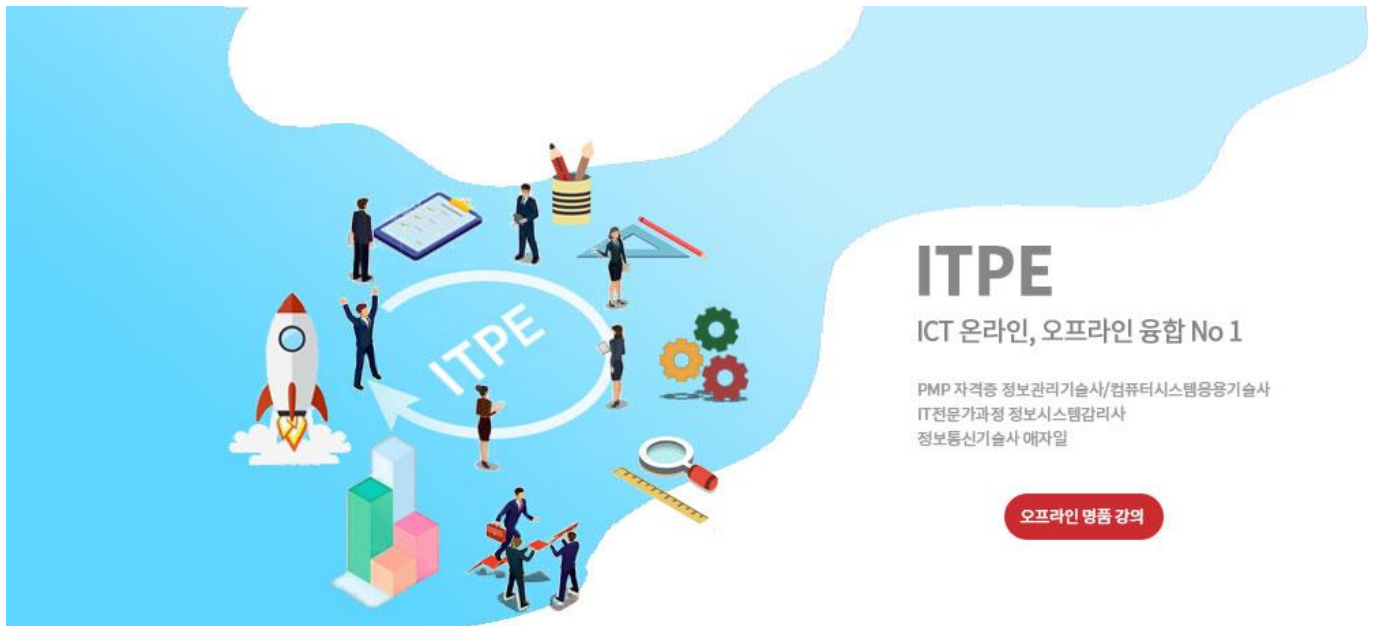 ITPE
ITPE
ICT 온라인, 오프라인 융합 No 1
PMP 자격증 정보관리기술사/컴퓨터시스템응용기술사
IT전문가과정 정보시스템감리사
정보통신기술사 애자일
오프라인 명품 강의